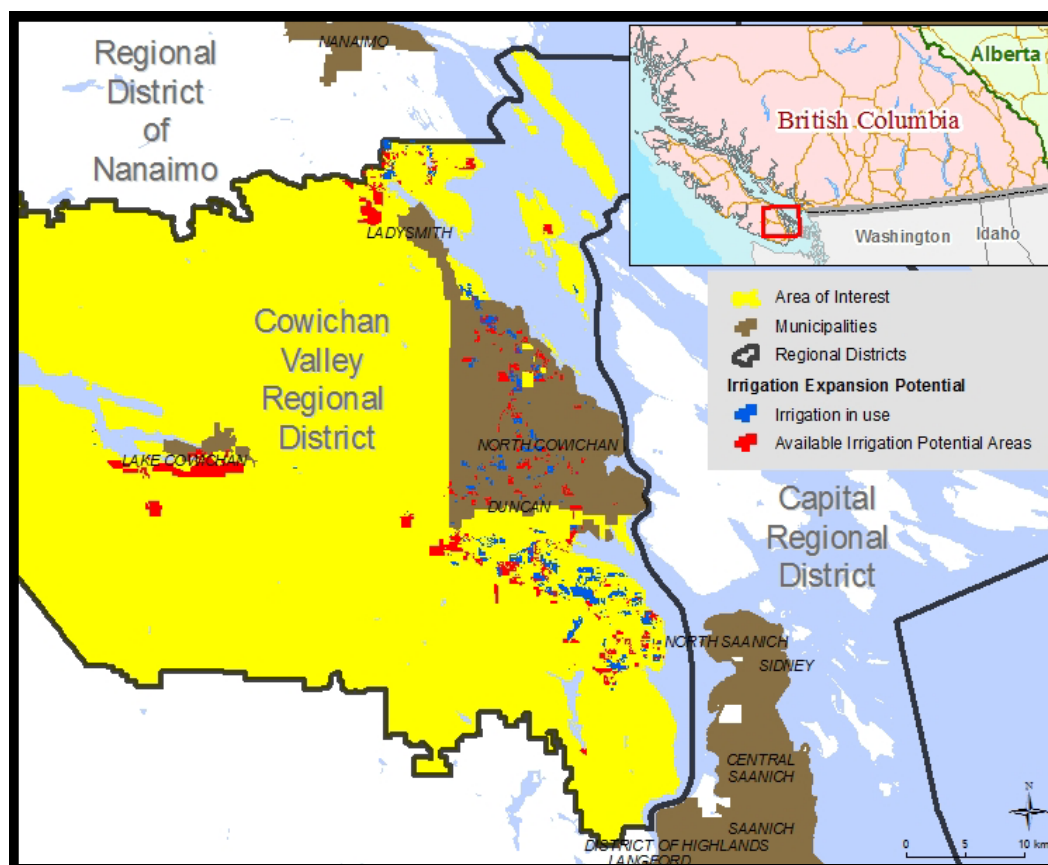 Regional
District
of
Nanaimo
NANAIMO
Alberta
British Columbia
Washington
Idaho
LADYSMITH
Cowichan
Valley
Regional
District
LAKE COWICHAN
NORTH COWICHAN
DUNCAN
Area of Interest
Municipalities
Regional Districts
Irrigation Expansion Potential
Irrigation in use
Available Irrigation Potential Areas
Capital
Regional
District
NORTH SAANICH
SIDNEY
CENTRAL
SAANICH
SAANICH
DISTRICT OF HIGHLANDS
LANGFORD
N
0 5 10 km